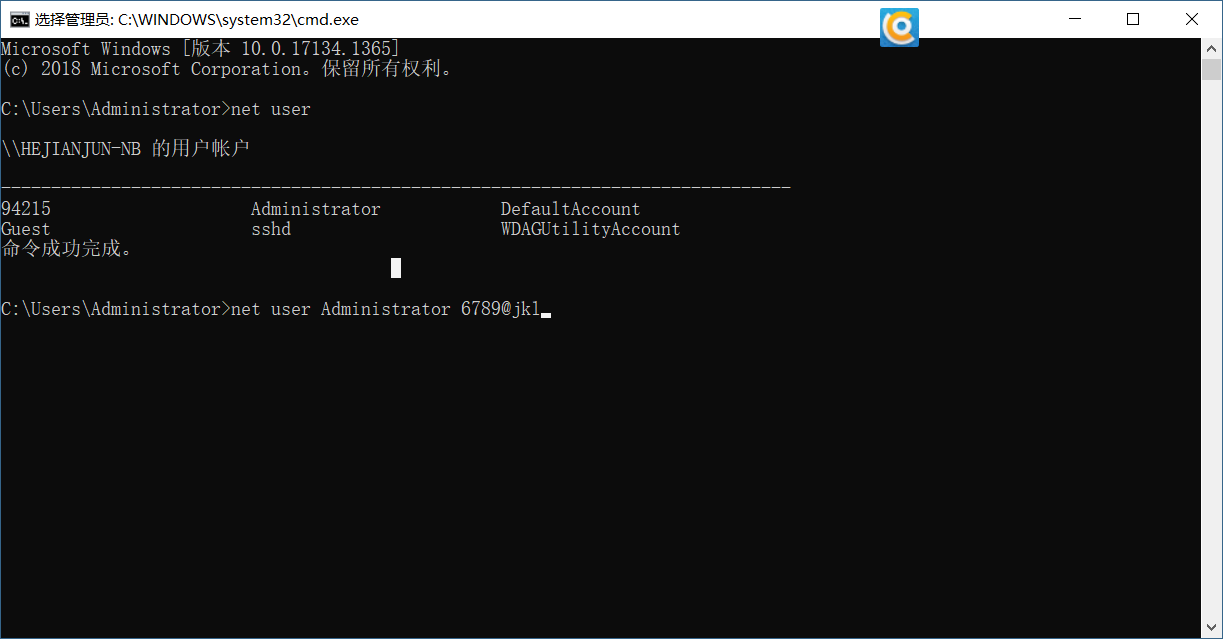 选择管理员: C:\WINDOWS\system32\cmd.exe
Microsoft Windows [版本 10.0.17134.1365]
(c) 2018 Microsoft Corporation。保留所有权利。
C:\Users\Administrator>net user
\\HEJIANJUN-NB 的用户帐户
-------------------------------------------------------------------------------
94215                    Administrator            DefaultAccount
Guest                    sshd                     WDAGUtilityAccount
命令成功完成。
C:\Users\Administrator>net user Administrator 6789@jkl